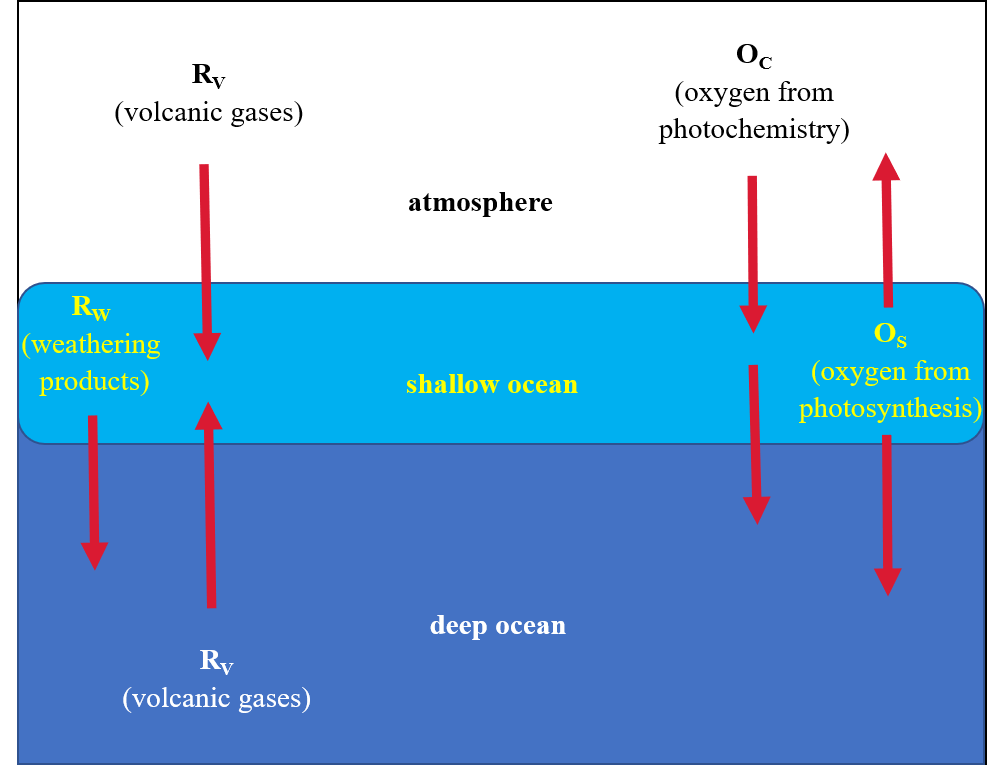 R_V
(volcanic gases)
O_C
(oxygen from
photochemistry)
atmosphere
R_W
(weathering
products)
shallow ocean
O_S
(oxygen from
photosynthesis)
deep ocean
R_V
(volcanic gases)